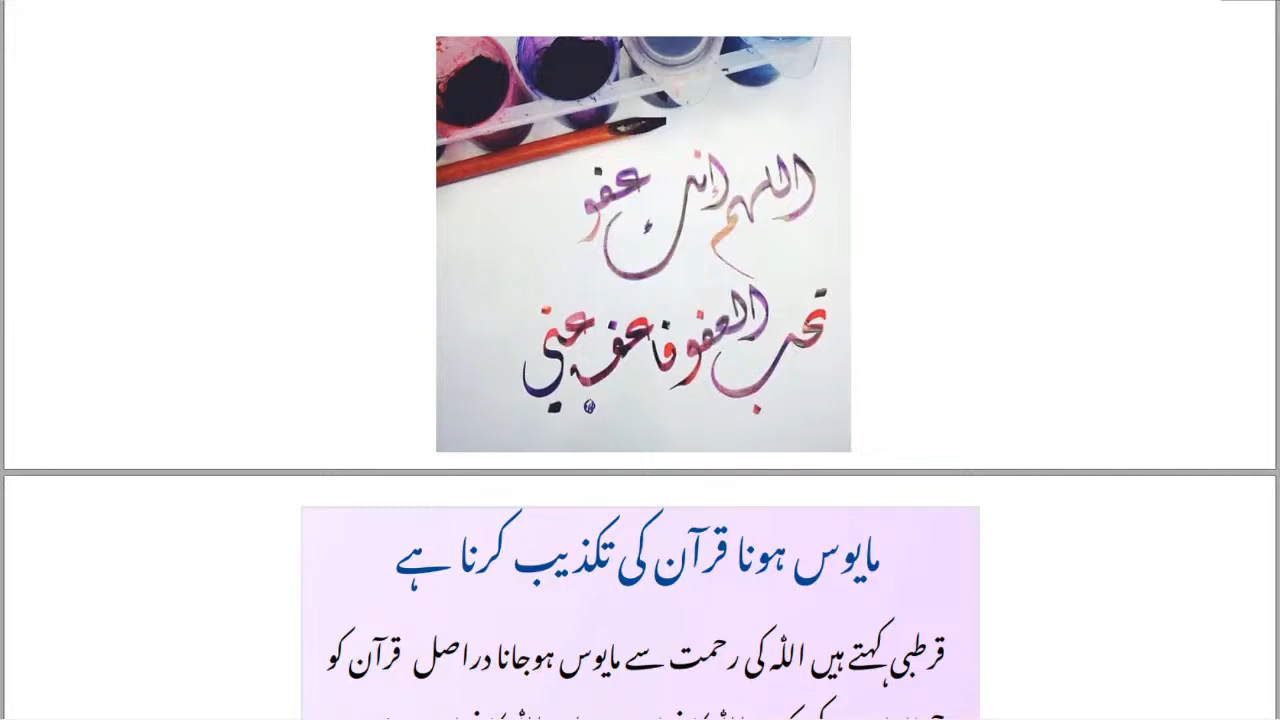 اللهم إنك عفو
تحب العفو فاعف عني
مایوس ہونا قرآن کی تکذیب کرنا ہے
قرطبی کہتے ہیں اللہ کی رحمت سے مایوس ہوجانا دراصل قرآن کو